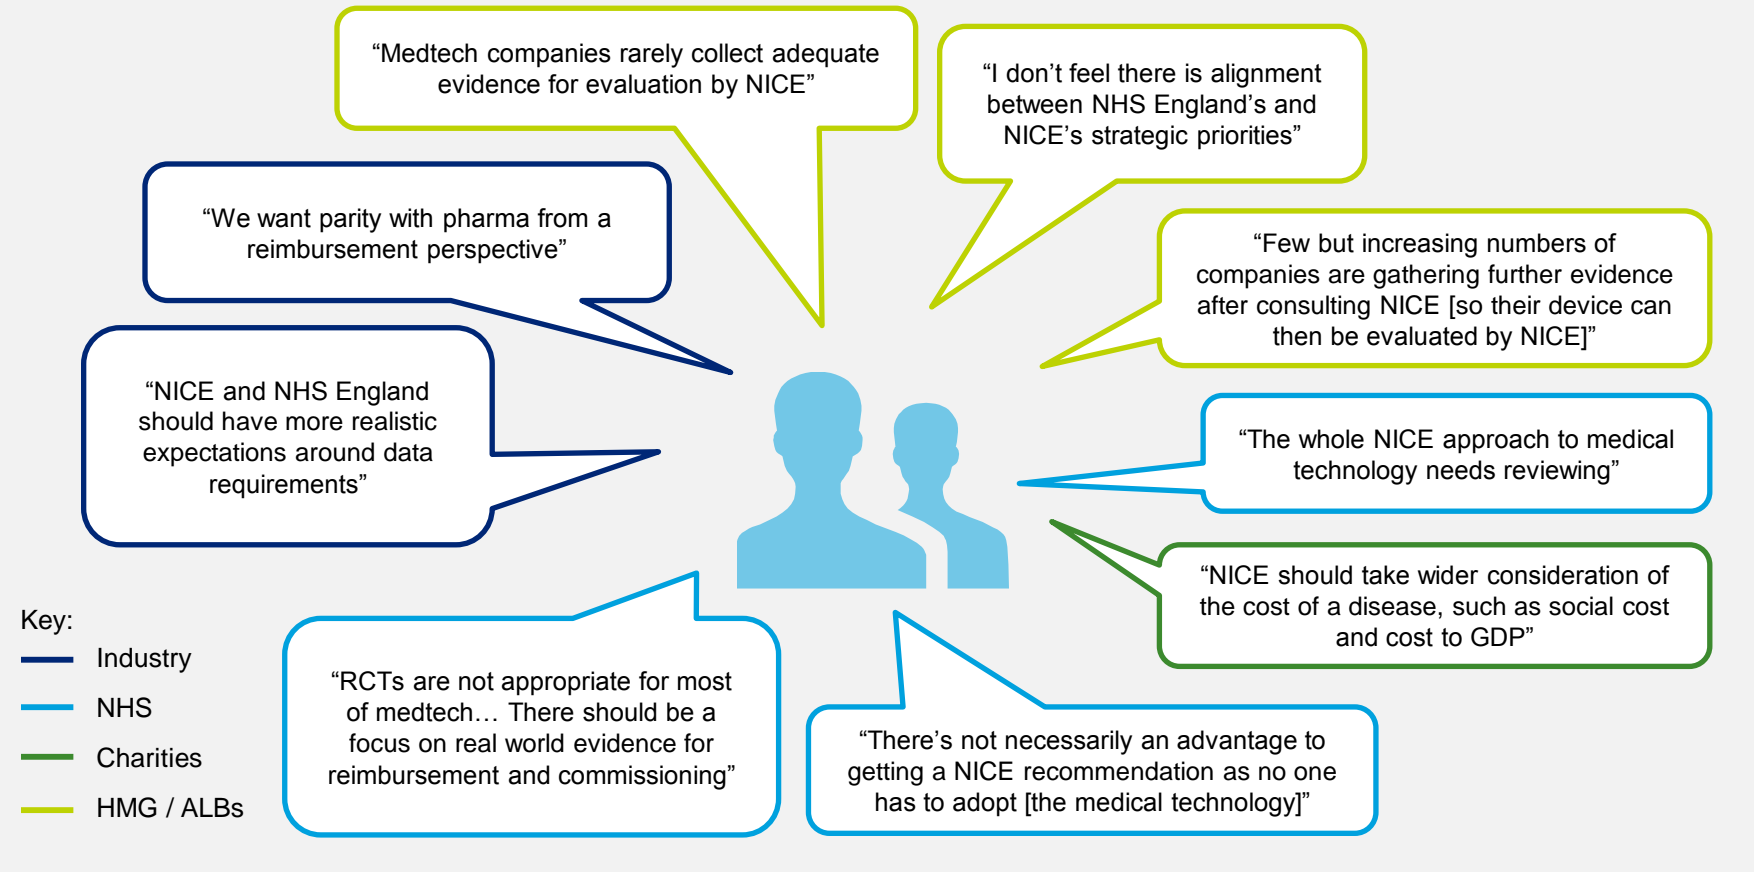 “Medtech companies rarely collect adequate
evidence for evaluation by NICE”
“I don’t feel there is alignment
between NHS England’s and
NICE’s strategic priorities”
“We want parity with pharma from a
reimbursement perspective”
“Few but increasing numbers of
companies are gathering further evidence
after consulting NICE [so their device can
then be evaluated by NICE]”
“NICE and NHS England
should have more realistic
expectations around data
requirements”
“The whole NICE approach to medical
technology needs reviewing”
“NICE should take wider consideration of
the cost of a disease, such as social cost
and cost to GDP”
“RCTs are not appropriate for most
of medtech… There should be a
focus on real world evidence for
reimbursement and commissioning”
“There’s not necessarily an advantage to
getting a NICE recommendation as no one
has to adopt [the medical technology]”
Key:
Industry
NHS
Charities
HMG / ALBs